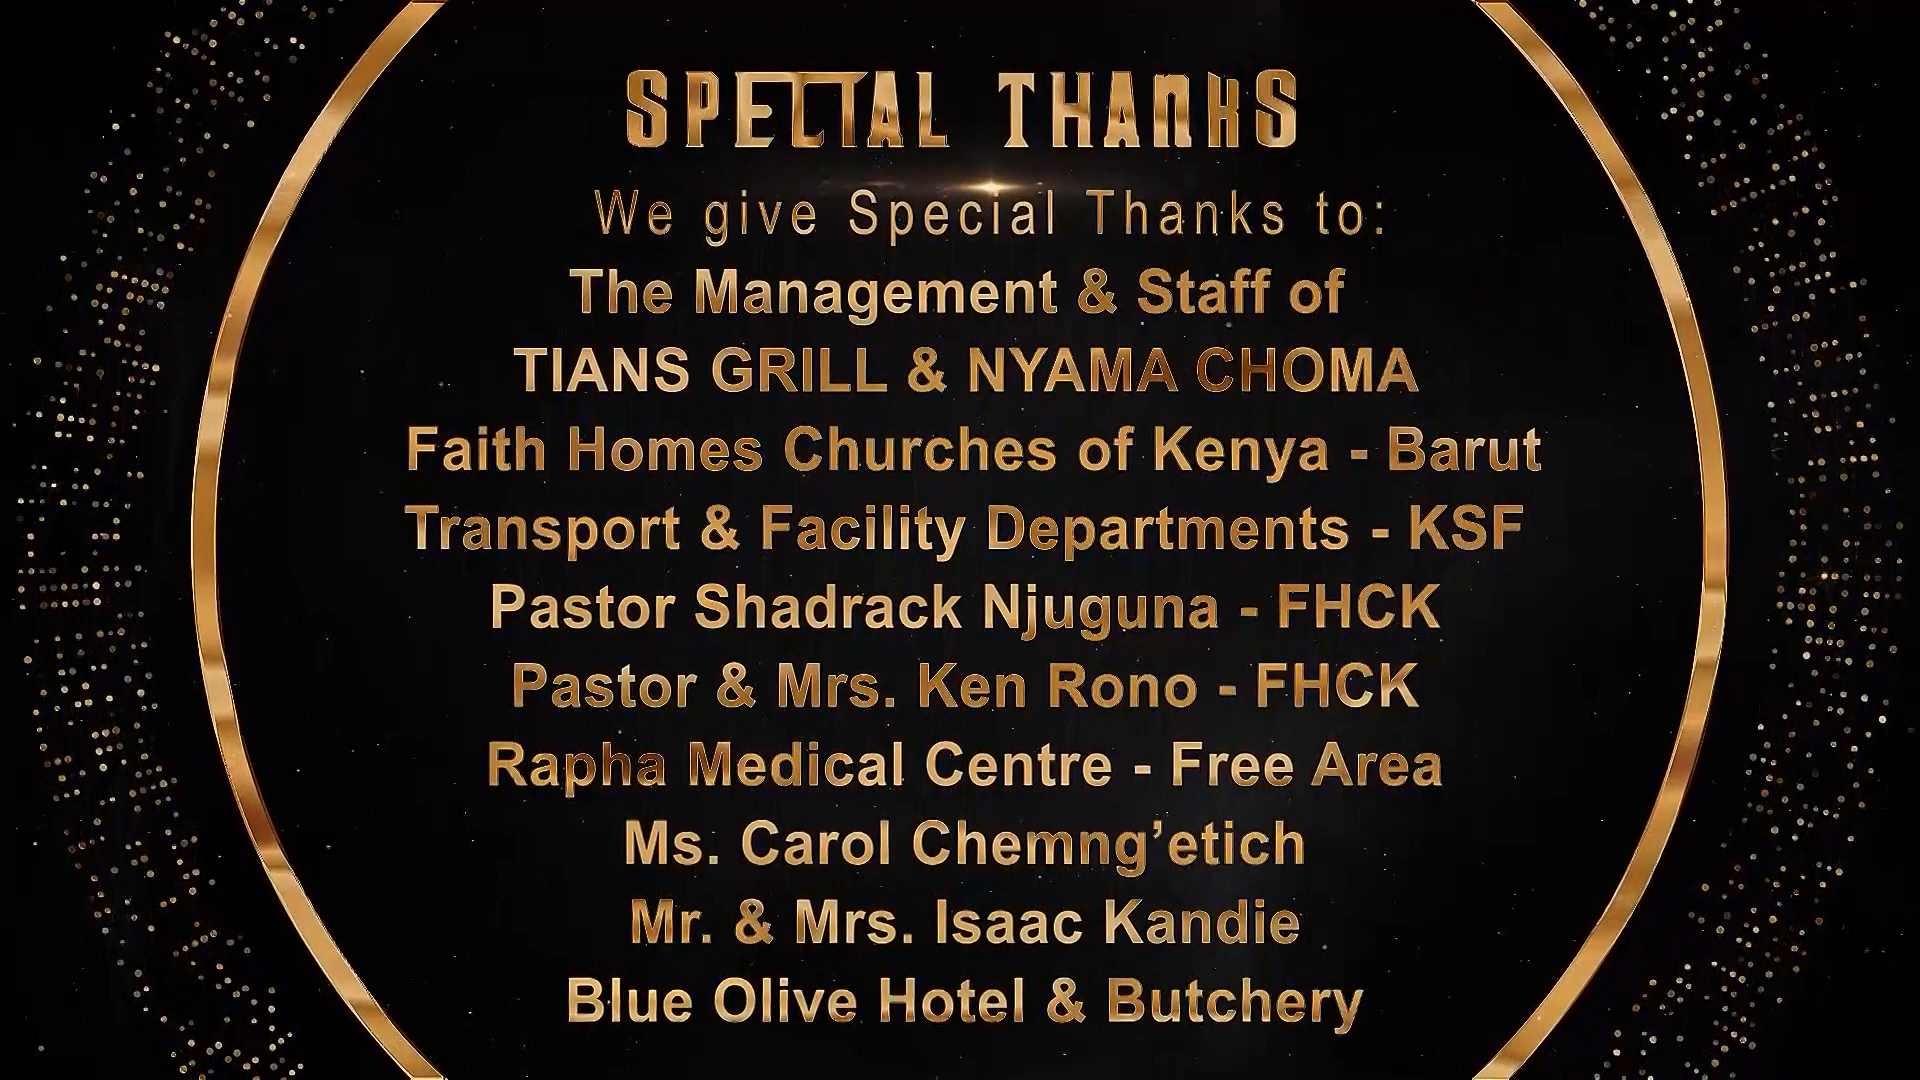 SPECIAL THANKS
We give Special Thanks to:
The Management & Staff of
TIANS GRILL & NYAMA CHOMA
Faith Homes Churches of Kenya - Barut
Transport & Facility Departments - KSF
Pastor Shadrack Njuguna - FHCK
Pastor & Mrs. Ken Rono - FHCK
Rapha Medical Centre - Free Area
Ms. Carol Chemng’etich
Mr. & Mrs. Isaac Kandie
Blue Olive Hotel & Butchery